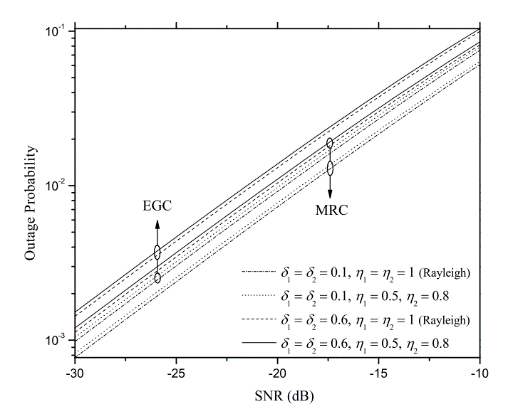 10⁻¹
10⁻²
10⁻³
Outage Probability
EGC
MRC
δ₁ = δ₂ = 0.1, η₁ = η₂ = 1 (Rayleigh)
δ₁ = δ₂ = 0.1, η₁ = 0.5, η₂ = 0.8
δ₁ = δ₂ = 0.6, η₁ = η₂ = 1 (Rayleigh)
δ₁ = δ₂ = 0.6, η₁ = 0.5, η₂ = 0.8
-30 -25 -20 -15 -10
SNR (dB)